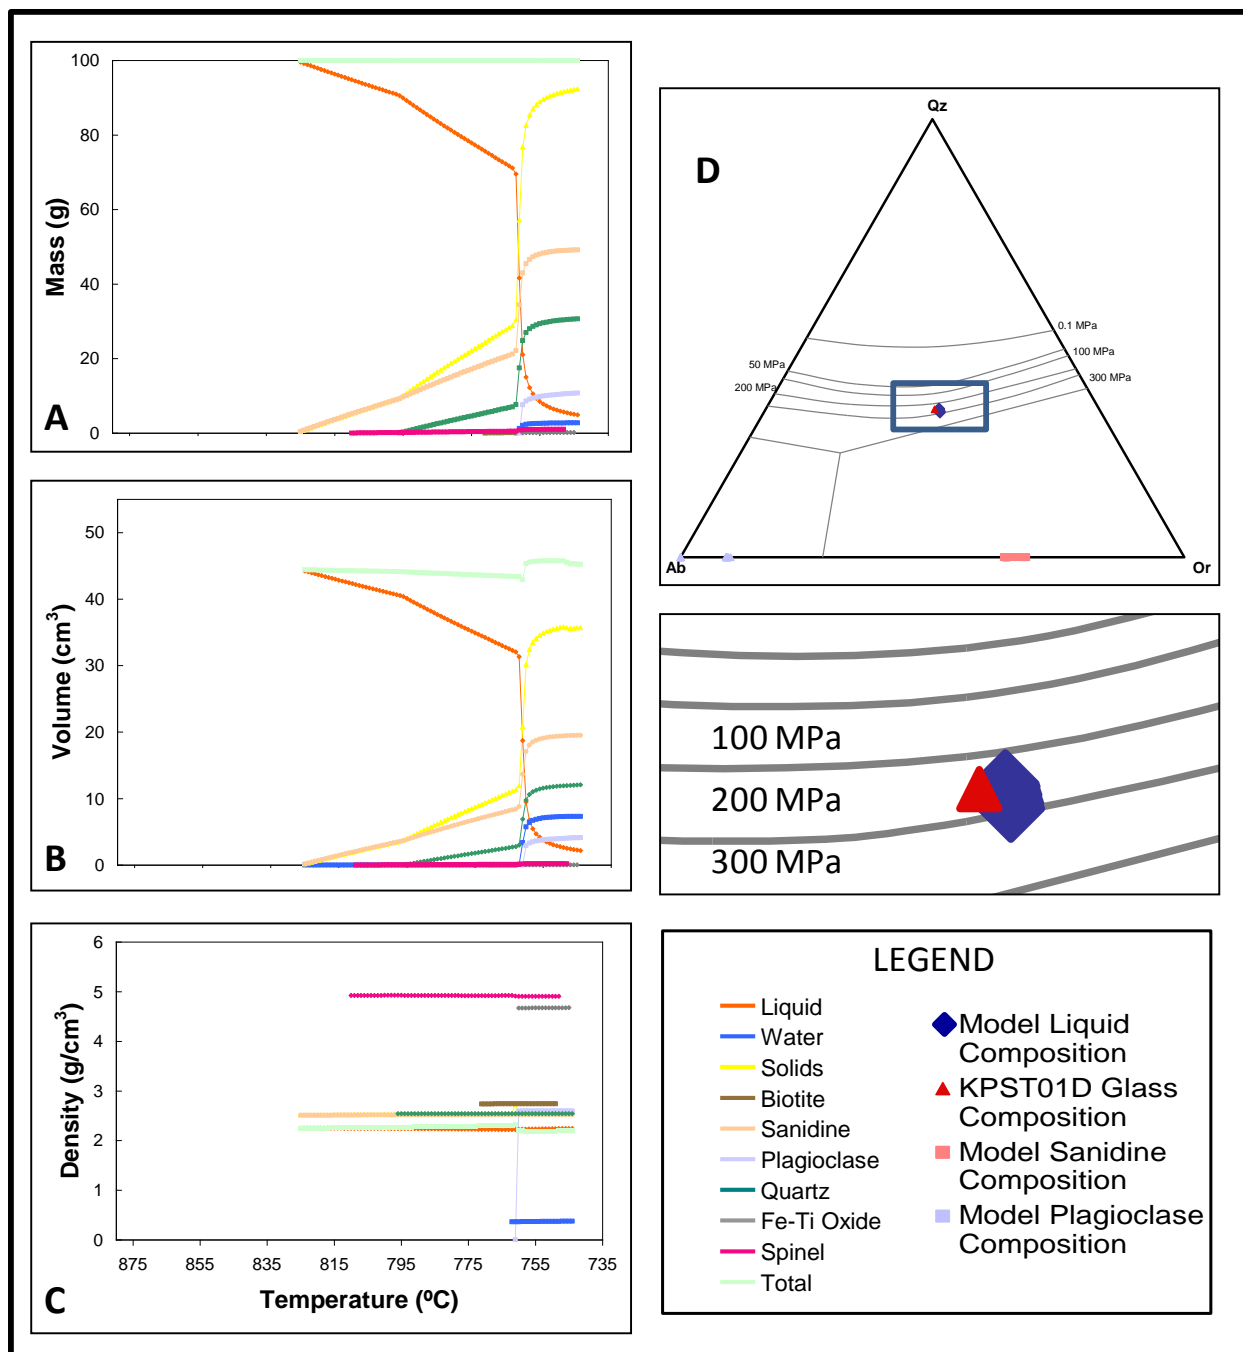 100
80
60
40
20
0
Mass (g)
A
50
40
30
20
10
0
Volume (cm³)
B
6
5
4
3
2
1
0
Density (g/cm³)
875 855 835 815 795 775 755 735
C
Temperature (ºC)
D
Qz
0.1 MPa
100 MPa
50 MPa
300 MPa
200 MPa
Ab
Or
100 MPa
200 MPa
300 MPa
LEGEND
Liquid
Water
Solids
Biotite
Sanidine
Plagioclase
Quartz
Fe-Ti Oxide
Spinel
Total
Model Liquid
Composition
KPST01D Glass
Composition
Model Sanidine
Composition
Model Plagioclase
Composition